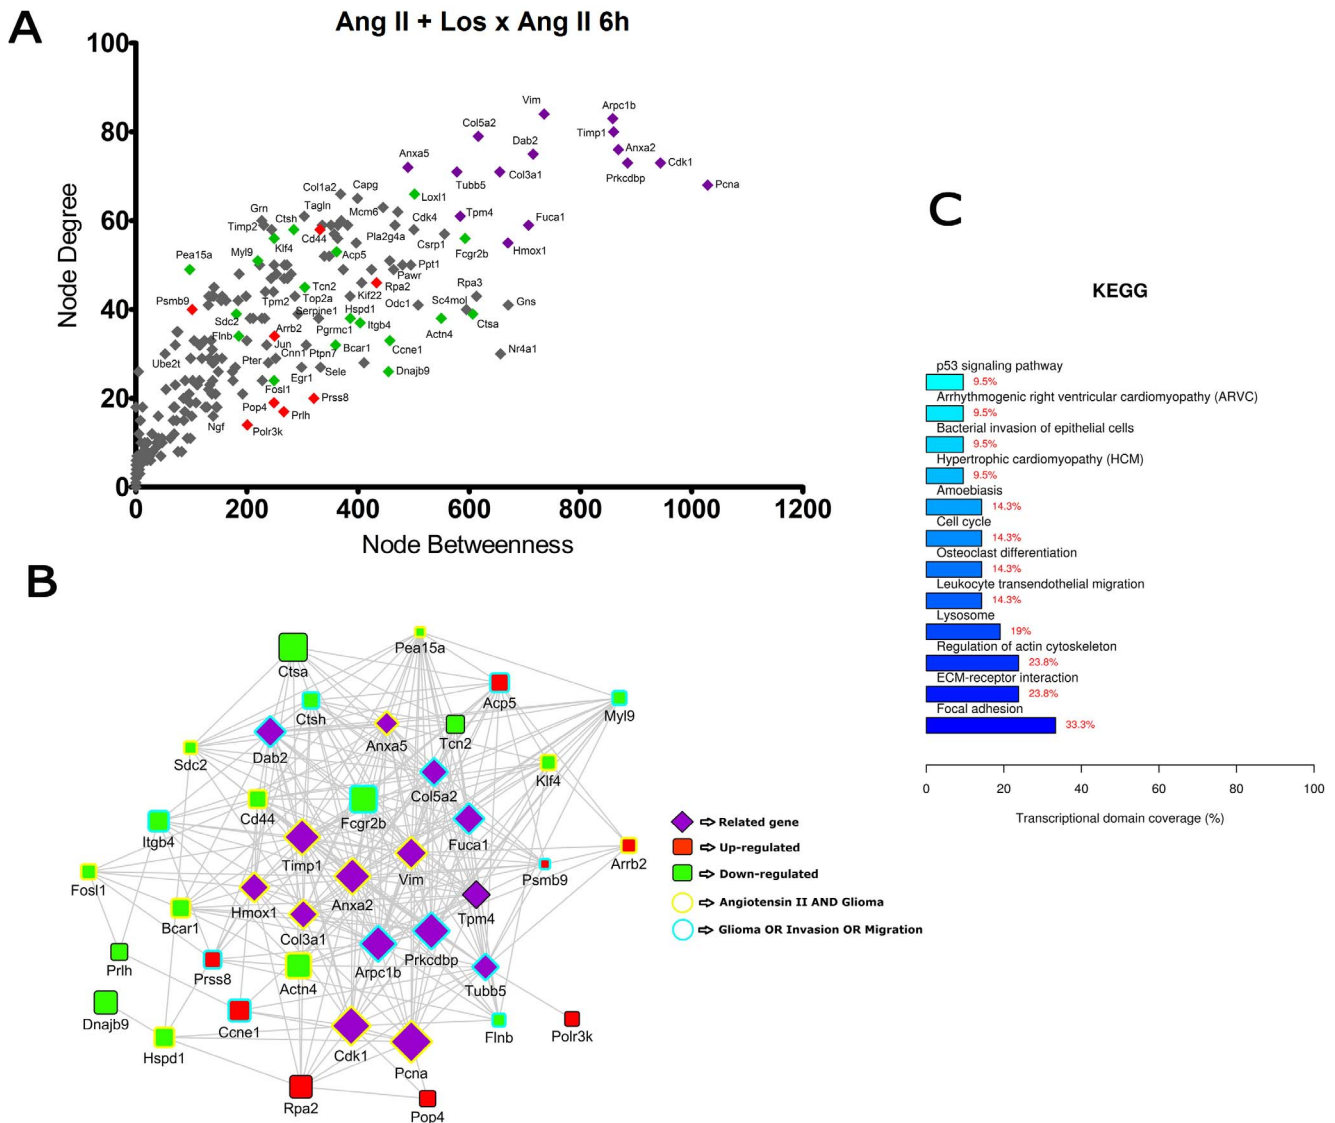 A
Ang II + Los x Ang II 6h
Node Degree
100
80
60
40
20
0
0 200 400 600 800 1000 1200
Node Betweenness
Vim
Arpc1b
Col5a2
Timp1
Dab2
Anxa2
Anxa5
Cdk1
Tubb5
Col3a1
Prkcdbp
Pcna
Col1a2
Capg
Loxl1
Grn
Tagln
Mcm6
Cdk4
Tpm4
Fuca1
Timp2
Ctsh
Cd44
Pla2g4a
Csrp1
Hmox1
Klf4
Fcgr2b
Pea15a
Myl9
Acp5
Ppt1
Pawr
Tcn2
Rpa2
Rpa3
Psmb9
Tpm2
Top2a
Kif22
Odc1
Sc4mol
Gns
Serpine1
Hspd1
Ctsa
Sdc2
Arrb2
Pgrmc1
Itgb4
Actn4
Flnb
Jun
Bcar1
Ccne1
Nr4a1
Ube2t
Pter
Cnn1
Ptpn7
Egr1
Sele
Dnajb9
Fosl1
Prss8
Pop4
Prlh
Ngf
Polr3k
B
Pea15a
Ctsa
Acp5
Ctsh
Myl9
Dab2
Anxa5
Tcn2
Sdc2
Klf4
Col5a2
Cd44
Fcgr2b
Itgb4
Fuca1
Timp1
Vim
Arrb2
Psmb9
Fosl1
Hmox1
Anxa2
Tpm4
Bcar1
Col3a1
Prkcdbp
Arpc1b
Prlh
Prss8
Actn4
Tubb5
Dnajb9
Ccne1
Flnb
Polr3k
Hspd1
Cdk1
Pcna
Rpa2
Pop4
Related gene
Up-regulated
Down-regulated
Angiotensin II AND Glioma
Glioma OR Invasion OR Migration
C
KEGG
p53 signaling pathway
9.5%
Arrhythmogenic right ventricular cardiomyopathy (ARVC)
9.5%
Bacterial invasion of epithelial cells
9.5%
Hypertrophic cardiomyopathy (HCM)
9.5%
Amoebiasis
14.3%
Cell cycle
14.3%
Osteoclast differentiation
14.3%
Leukocyte transendothelial migration
14.3%
Lysosome
19%
Regulation of actin cytoskeleton
23.8%
ECM-receptor interaction
23.8%
Focal adhesion
33.3%
0 20 40 60 80 100
Transcriptional domain coverage (%)